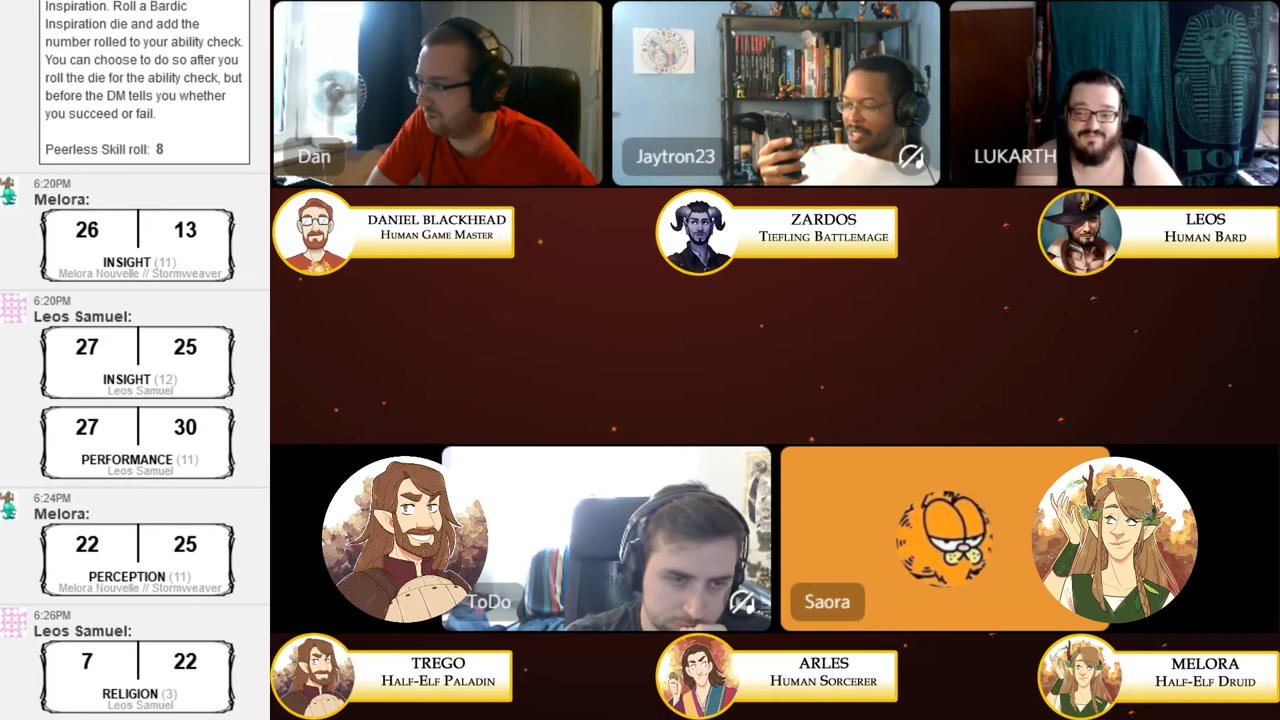 Inspiration. Roll a Bardic
Inspiration die and add the
number rolled to your ability check.
You can choose to do so after you
roll the die for the ability check, but
before the DM tells you whether
you succeed or fail.
Peerless Skill roll: 8
6:20PM
Melora:
26 13
INSIGHT (11)
Melora Nouvelle // Stormweaver
6:20PM
Leos Samuel:
27 25
INSIGHT (12)
Leos Samuel
27 30
PERFORMANCE (11)
Leos Samuel
6:24PM
Melora:
22 25
PERCEPTION (11)
Melora Nouvelle // Stormweaver
6:26PM
Leos Samuel:
7 22
RELIGION (3)
Leos Samuel
Dan
Jaytron23
LUKARTH
DANIEL BLACKHEAD
HUMAN GAME MASTER
ZARDOS
TIEFLING BATTLEMAGE
LEOS
HUMAN BARD
ToDo
Saora
TREGO
HALF-ELF PALADIN
ARLES
HUMAN SORCERER
MELORA
HALF-ELF DRUID